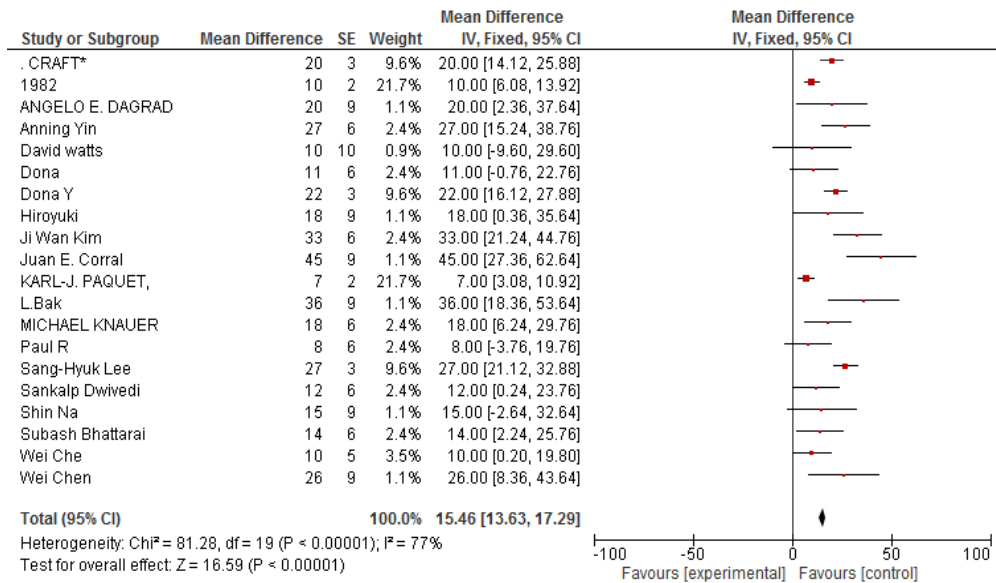 Mean Difference Mean Difference
Study or Subgroup Mean Difference SE Weight IV, Fixed, 95% CI IV, Fixed, 95% CI
. CRAFT* 20 3 9.6% 20.00 [14.12, 25.88]
1982 10 2 21.7% 10.00 [6.08, 13.92]
ANGELO E. DAGRAD 20 9 1.1% 20.00 [2.36, 37.64]
Anning Yin 27 6 2.4% 27.00 [15.24, 38.76]
David watts 10 10 0.9% 10.00 [-9.60, 29.60]
Dona 11 6 2.4% 11.00 [-0.76, 22.76]
Dona Y 22 3 9.6% 22.00 [16.12, 27.88]
Hiroyuki 18 9 1.1% 18.00 [0.36, 35.64]
Ji Wan Kim 33 6 2.4% 33.00 [21.24, 44.76]
Juan E. Corral 45 9 1.1% 45.00 [27.36, 62.64]
KARL-J. PAQUET, 7 2 21.7% 7.00 [3.08, 10.92]
L.Bak 36 9 1.1% 36.00 [18.36, 53.64]
MICHAEL KNAUER 18 6 2.4% 18.00 [6.24, 29.76]
Paul R 8 6 2.4% 8.00 [-3.76, 19.76]
Sang-Hyuk Lee 27 3 9.6% 27.00 [21.12, 32.88]
Sankalp Dwivedi 12 6 2.4% 12.00 [0.24, 23.76]
Shin Na 15 9 1.1% 15.00 [-2.64, 32.64]
Subash Bhattarai 14 6 2.4% 14.00 [2.24, 25.76]
Wei Che 10 5 3.5% 10.00 [0.20, 19.80]
Wei Chen 26 9 1.1% 26.00 [8.36, 43.64]
Total (95% CI) 100.0% 15.46 [13.63, 17.29]
Heterogeneity: Chi² = 81.28, df = 19 (P < 0.00001); I² = 77%
Test for overall effect: Z = 16.59 (P < 0.00001)
-100 -50 0 50 100
Favours [experimental] Favours [control]